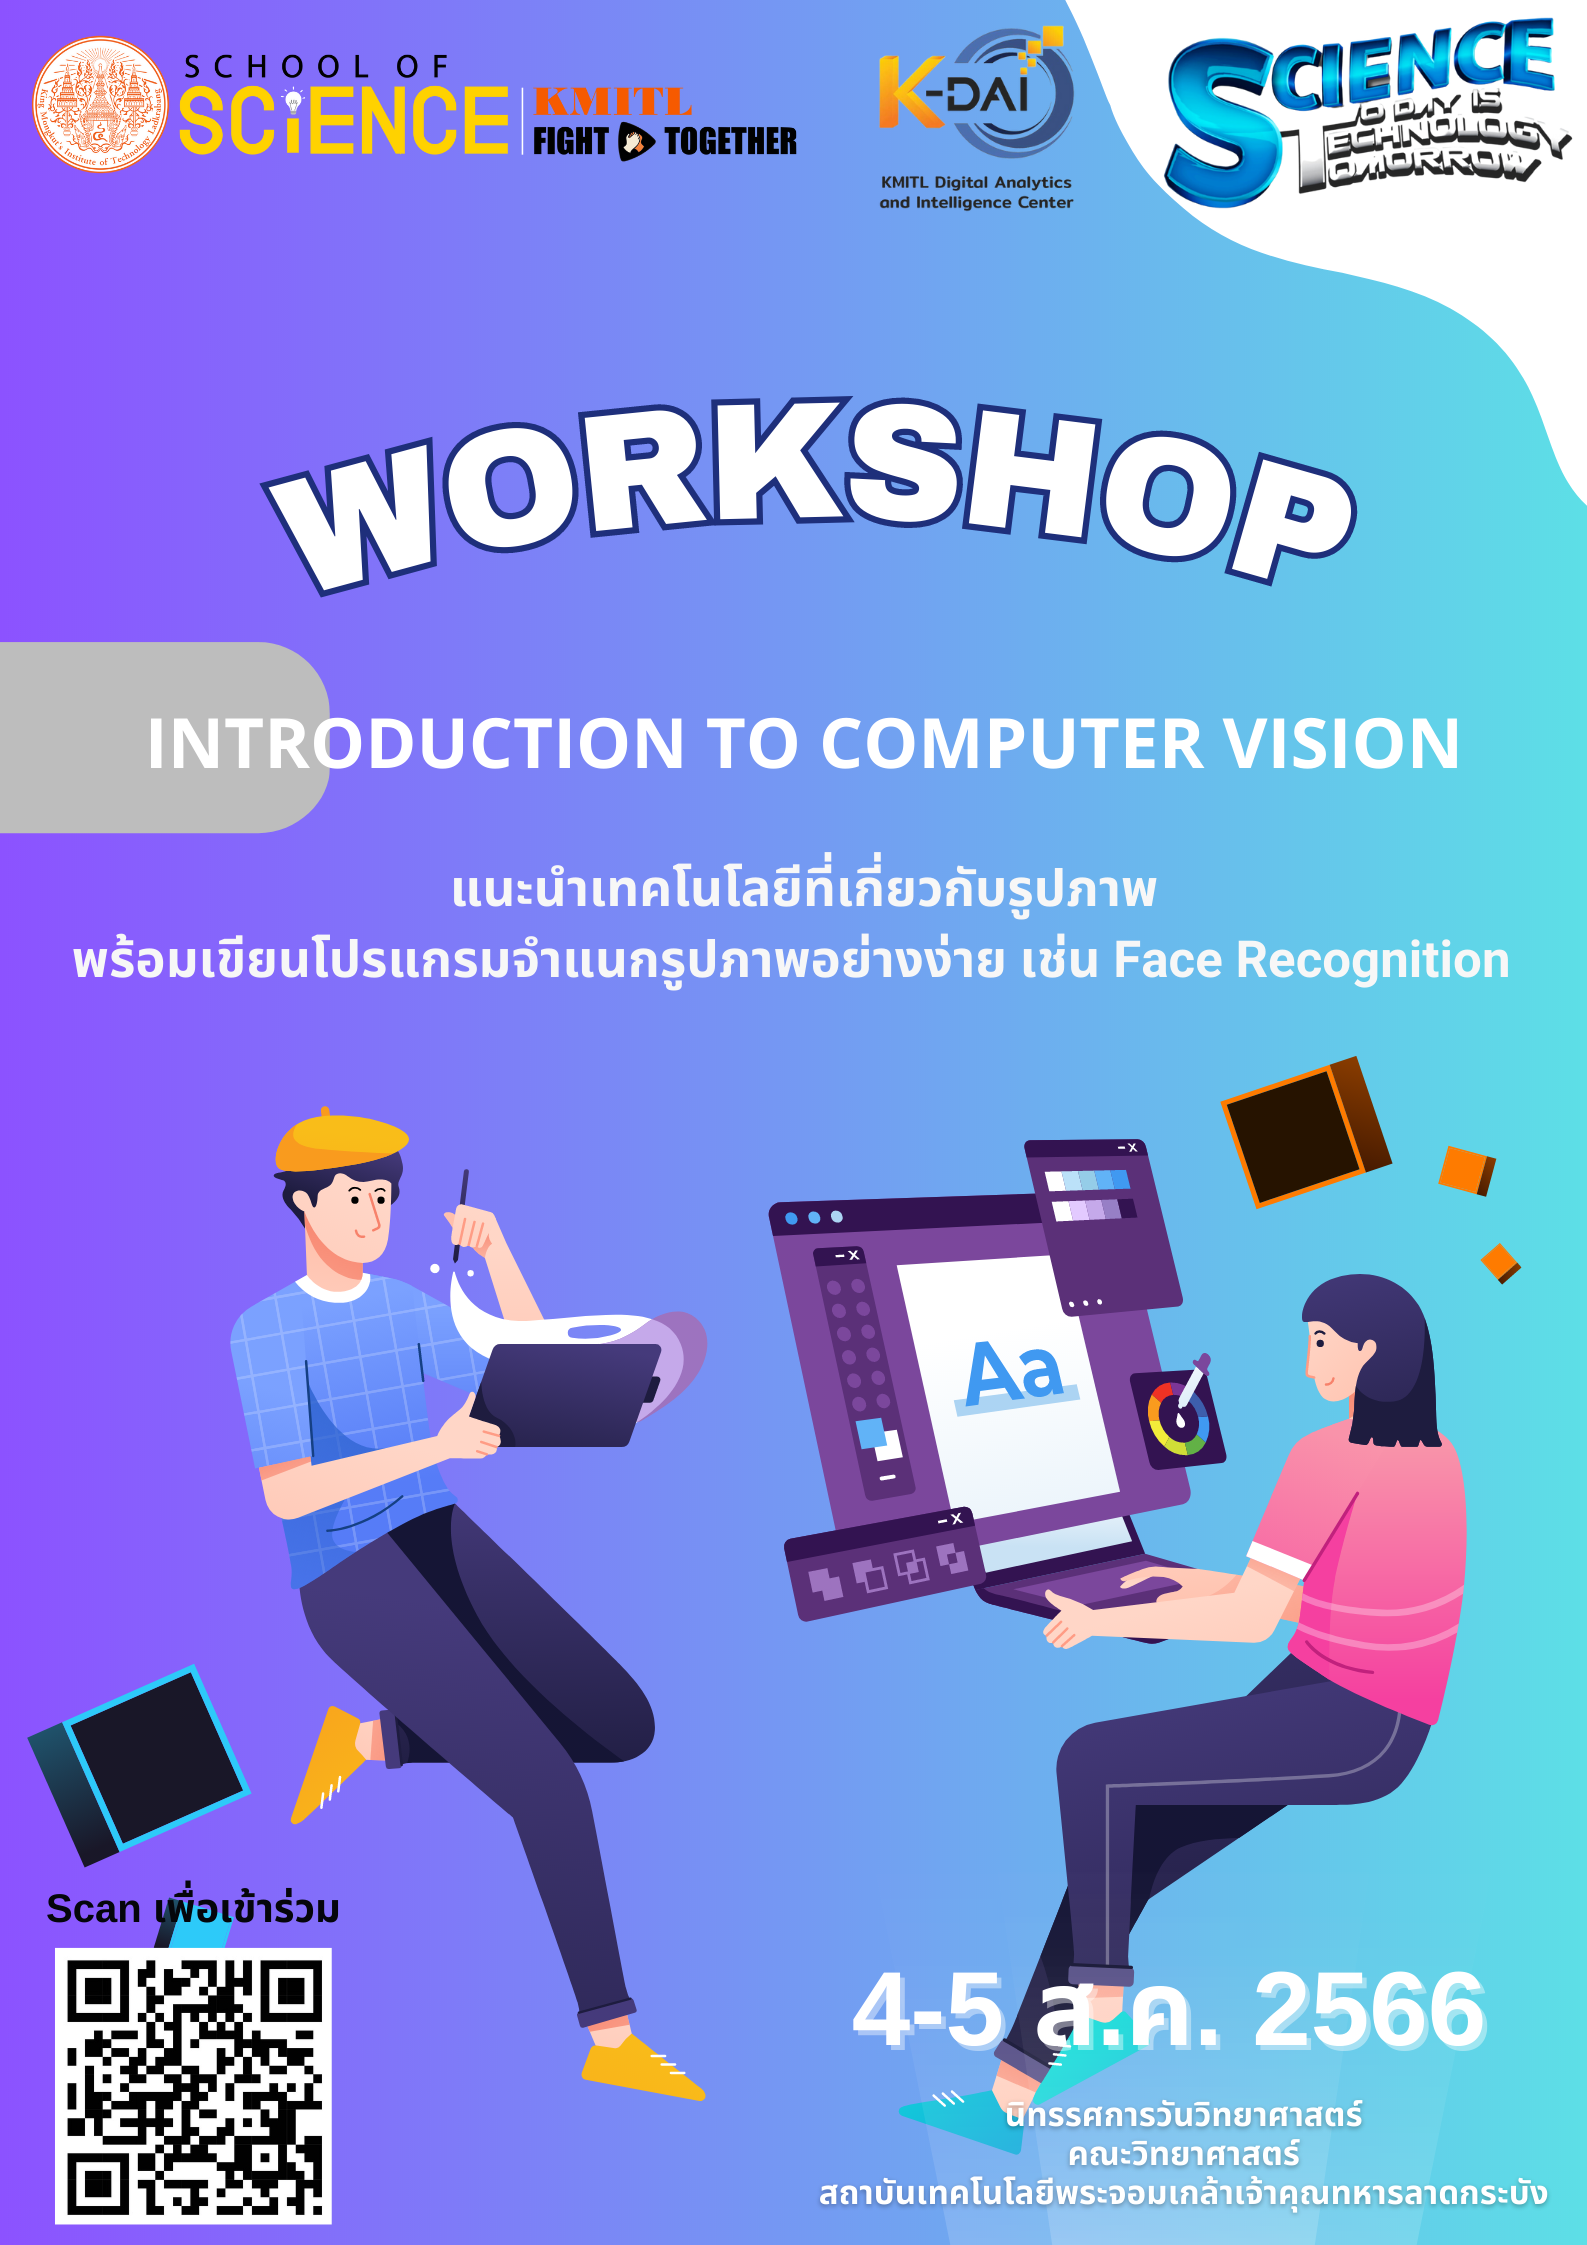 SCHOOL OF
SCIENCE
KMITL
FIGHT TOGETHER
King Mongkut's Institute of Technology Ladkrabang
K-DAI
KMITL Digital Analytics
and Intelligence Center
SCIENCE
TO DAY IS
TECHNOLOGY
TOMORROW
WORKSHOP
INTRODUCTION TO COMPUTER VISION
แนะนำเทคโนโลยีที่เกี่ยวกับรูปภาพ
พร้อมเขียนโปรแกรมจำแนกรูปภาพอย่างง่าย เช่น Face Recognition
Aa
Scan เพื่อเข้าร่วม
4-5 ส.ค. 2566
นิทรรศการวันวิทยาศาสตร์
คณะวิทยาศาสตร์
สถาบันเทคโนโลยีพระจอมเกล้าเจ้าคุณทหารลาดกระบัง